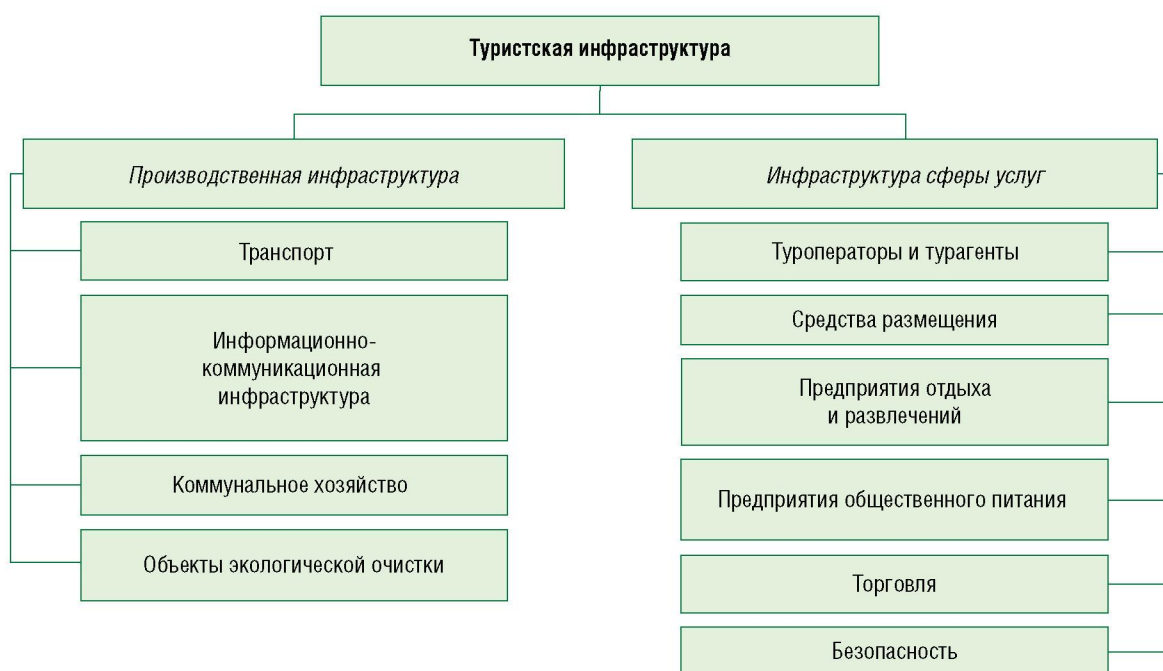 Туристская инфраструктура
Производственная инфраструктура
Транспорт
Информационно-
коммуникационная
инфраструктура
Коммунальное хозяйство
Объекты экологической очистки
Инфраструктура сферы услуг
Туроператоры и турагенты
Средства размещения
Предприятия отдыха
и развлечений
Предприятия общественного питания
Торговля
Безопасность